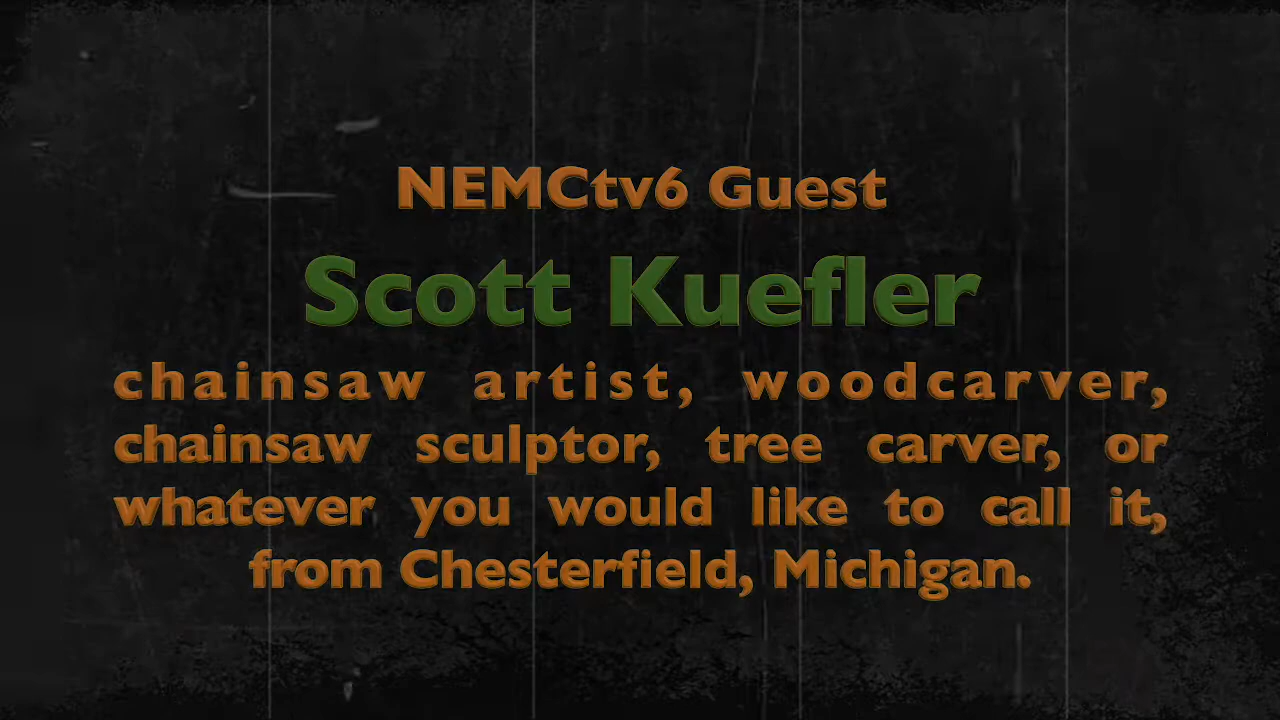 NEMCtv6 Guest
Scott Kuefler
chainsaw artist, woodcarver,
chainsaw sculptor, tree carver, or
whatever you would like to call it,
from Chesterfield, Michigan.